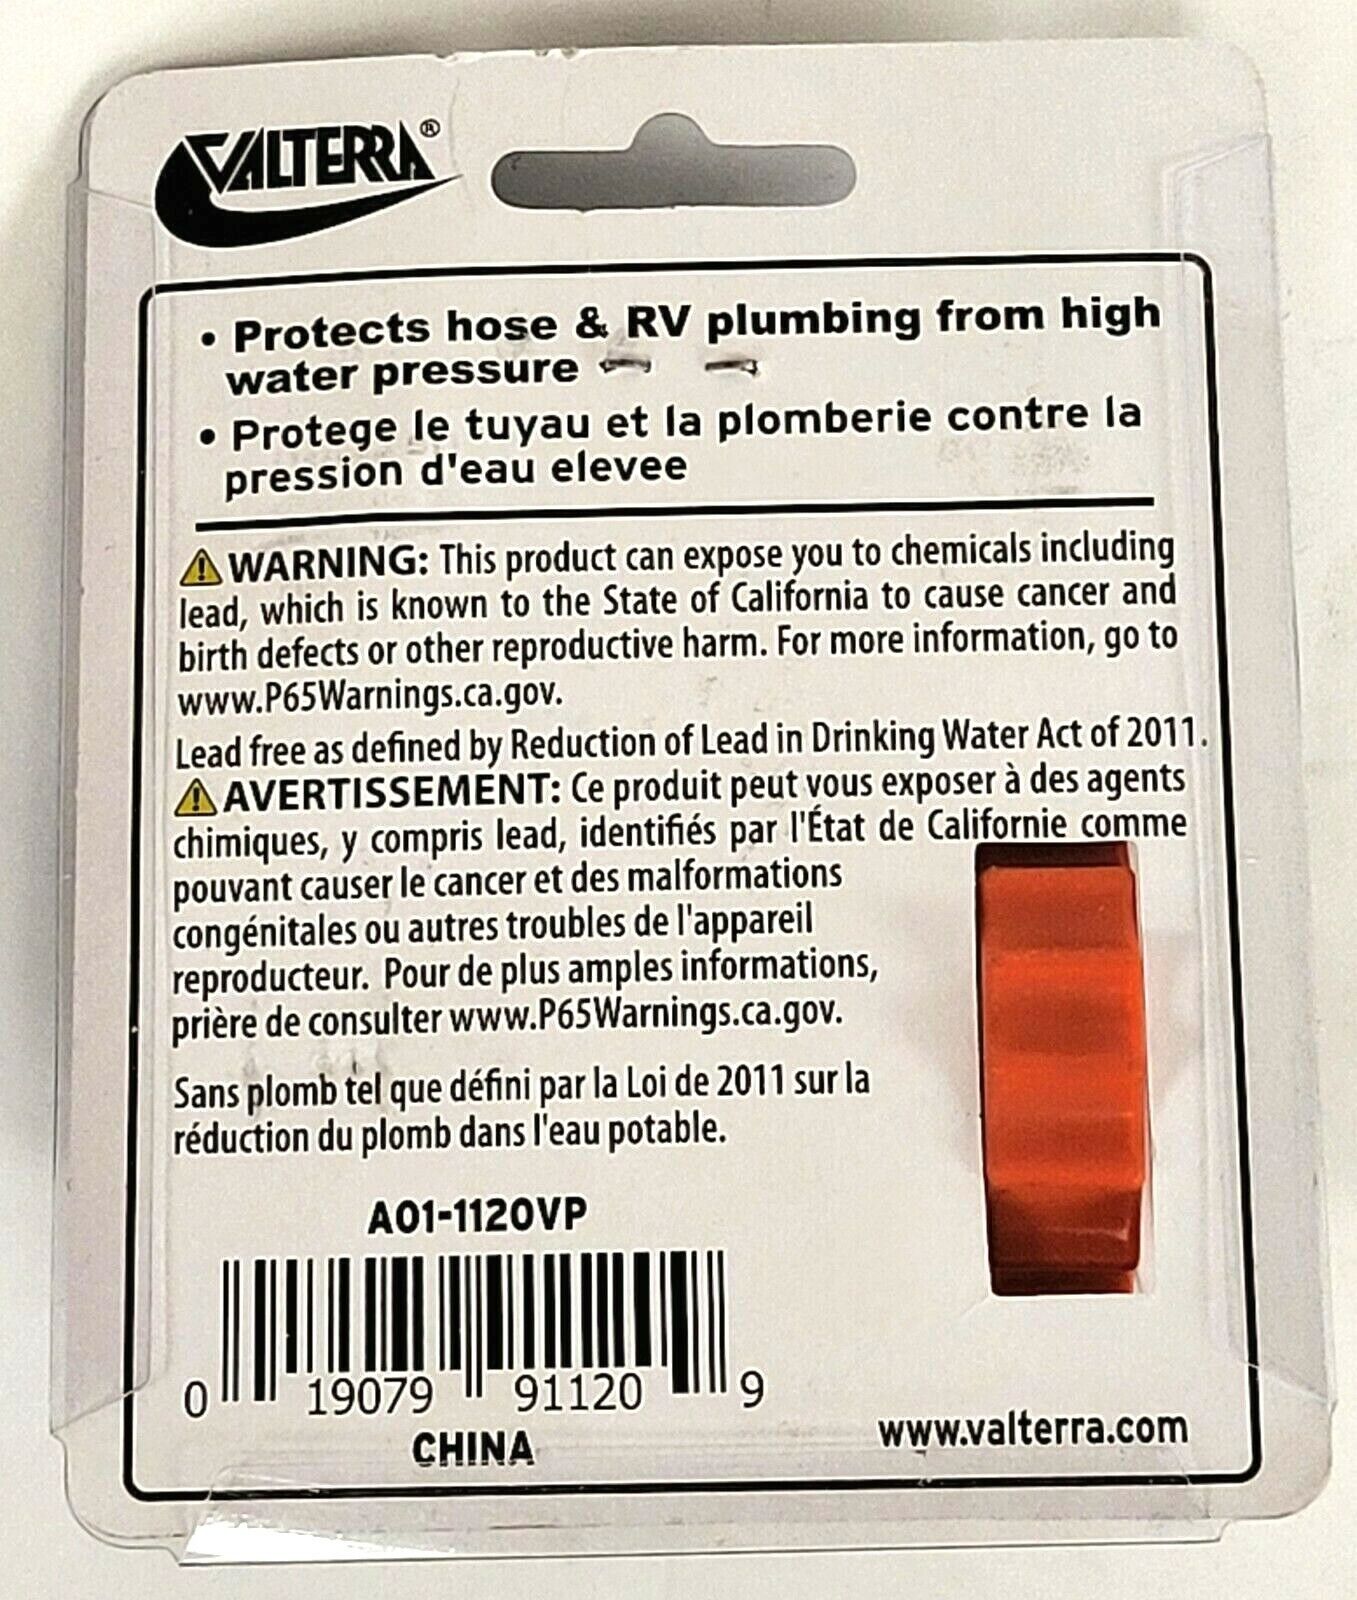 VALTERRA®
• Protects hose & RV plumbing from high
water pressure
• Protege le tuyau et la plomberie contre la
pression d'eau elevee
WARNING: This product can expose you to chemicals including
lead, which is known to the State of California to cause cancer and
birth defects or other reproductive harm. For more information, go to
www.P65Warnings.ca.gov.
Lead free as defined by Reduction of Lead in Drinking Water Act of 2011.
AVERTISSEMENT: Ce produit peut vous exposer à des agents
chimiques, y compris lead, identifiés par l'État de Californie comme
pouvant causer le cancer et des malformations
congénitales ou autres troubles de l'appareil
reproducteur. Pour de plus amples informations,
prière de consulter www.P65Warnings.ca.gov.
Sans plomb tel que défini par la Loi de 2011 sur la
réduction du plomb dans l'eau potable.
A01-1120VP
0 19079 91120 9
CHINA
www.valterra.com